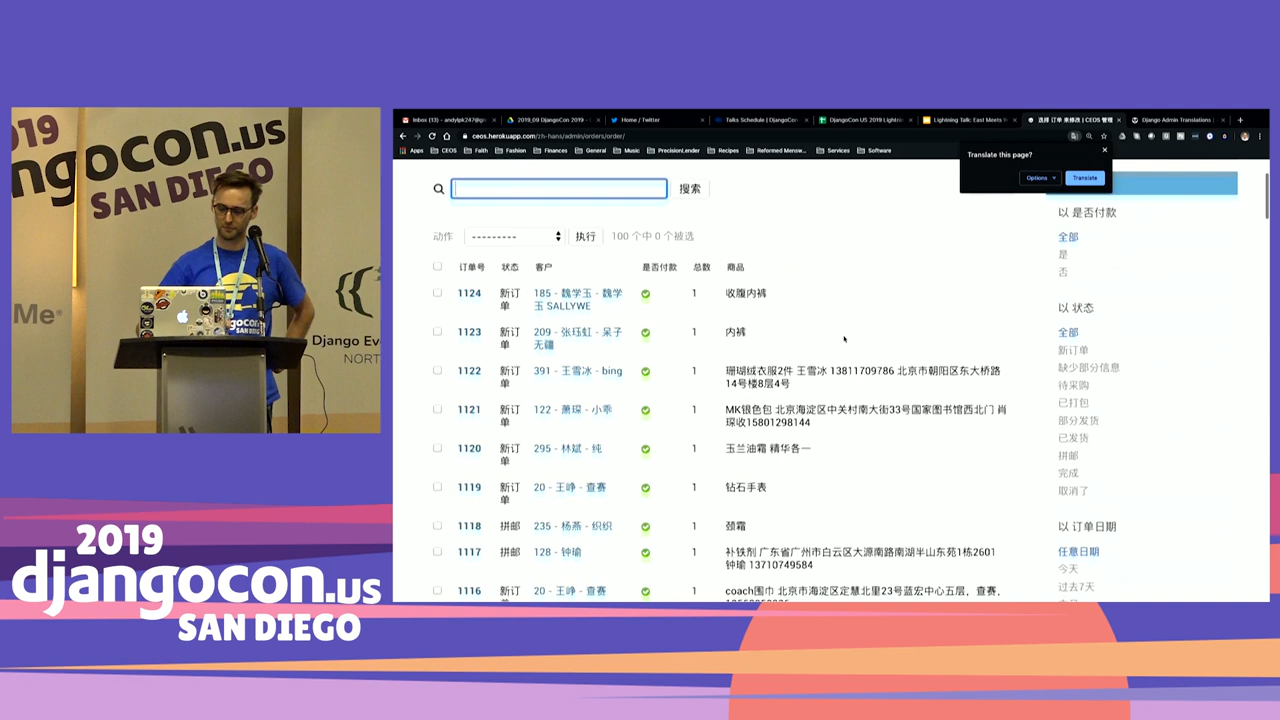 019
djangocon.us
SAN DIEGO
Me®
Django Ev
NORT
2019
djangocon.us
SAN DIEGO
Inbox (13) - andylpk247@g
2019_09 DjangoCon 2019 -
Home / Twitter
Talks Schedule | DjangoCon
DjangoCon US 2019 Lightnin
Lightning Talk: East Meets W
选择 订单 来修改 | CEOS 管理
Django Admin Translations |
ceos.herokuapp.com/zh-hans/admin/orders/order/
Apps CEOS Faith Fashion Finances General Music PrecisionLender Recipes Reformed Mensw... Services Software
Translate this page?
Options Translate
搜索
动作 --------- 执行 100 个中 0 个被选
订单号 状态 客户 是否付款 总数 商品
1124 新订单 185 - 魏学玉 - 魏学玉 SALLYWE 1 收腹内裤
1123 新订单 209 - 张珏虹 - 呆子无疆 1 内裤
1122 新订单 391 - 王雪冰 - bing 1 珊瑚绒衣服2件 王雪冰 13811709786 北京市朝阳区东大桥路14号楼8层4号
1121 新订单 122 - 萧琛 - 小乖 1 MK银色包 北京海淀区中关村南大街33号国家图书馆西北门 肖琛收15801298144
1120 新订单 295 - 林斌 - 纯 1 玉兰油霜 精华各一
1119 新订单 20 - 王峥 - 查赛 1 钻石手表
1118 拼邮 235 - 杨燕 - 织织 1 颈霜
1117 拼邮 128 - 钟瑜 1 补铁剂 广东省广州市白云区大源南路南湖半山东苑1栋2601 钟瑜 13710749584
1116 新订单 20 - 王峥 - 查赛 1 coach围巾 北京市海淀区定慧北里23号蓝宏中心五层，查赛，
以 是否付款
全部
是
否
以 状态
全部
新订单
缺少部分信息
待采购
已打包
部分发货
已发货
拼邮
完成
取消了
以 订单日期
任意日期
今天
过去7天